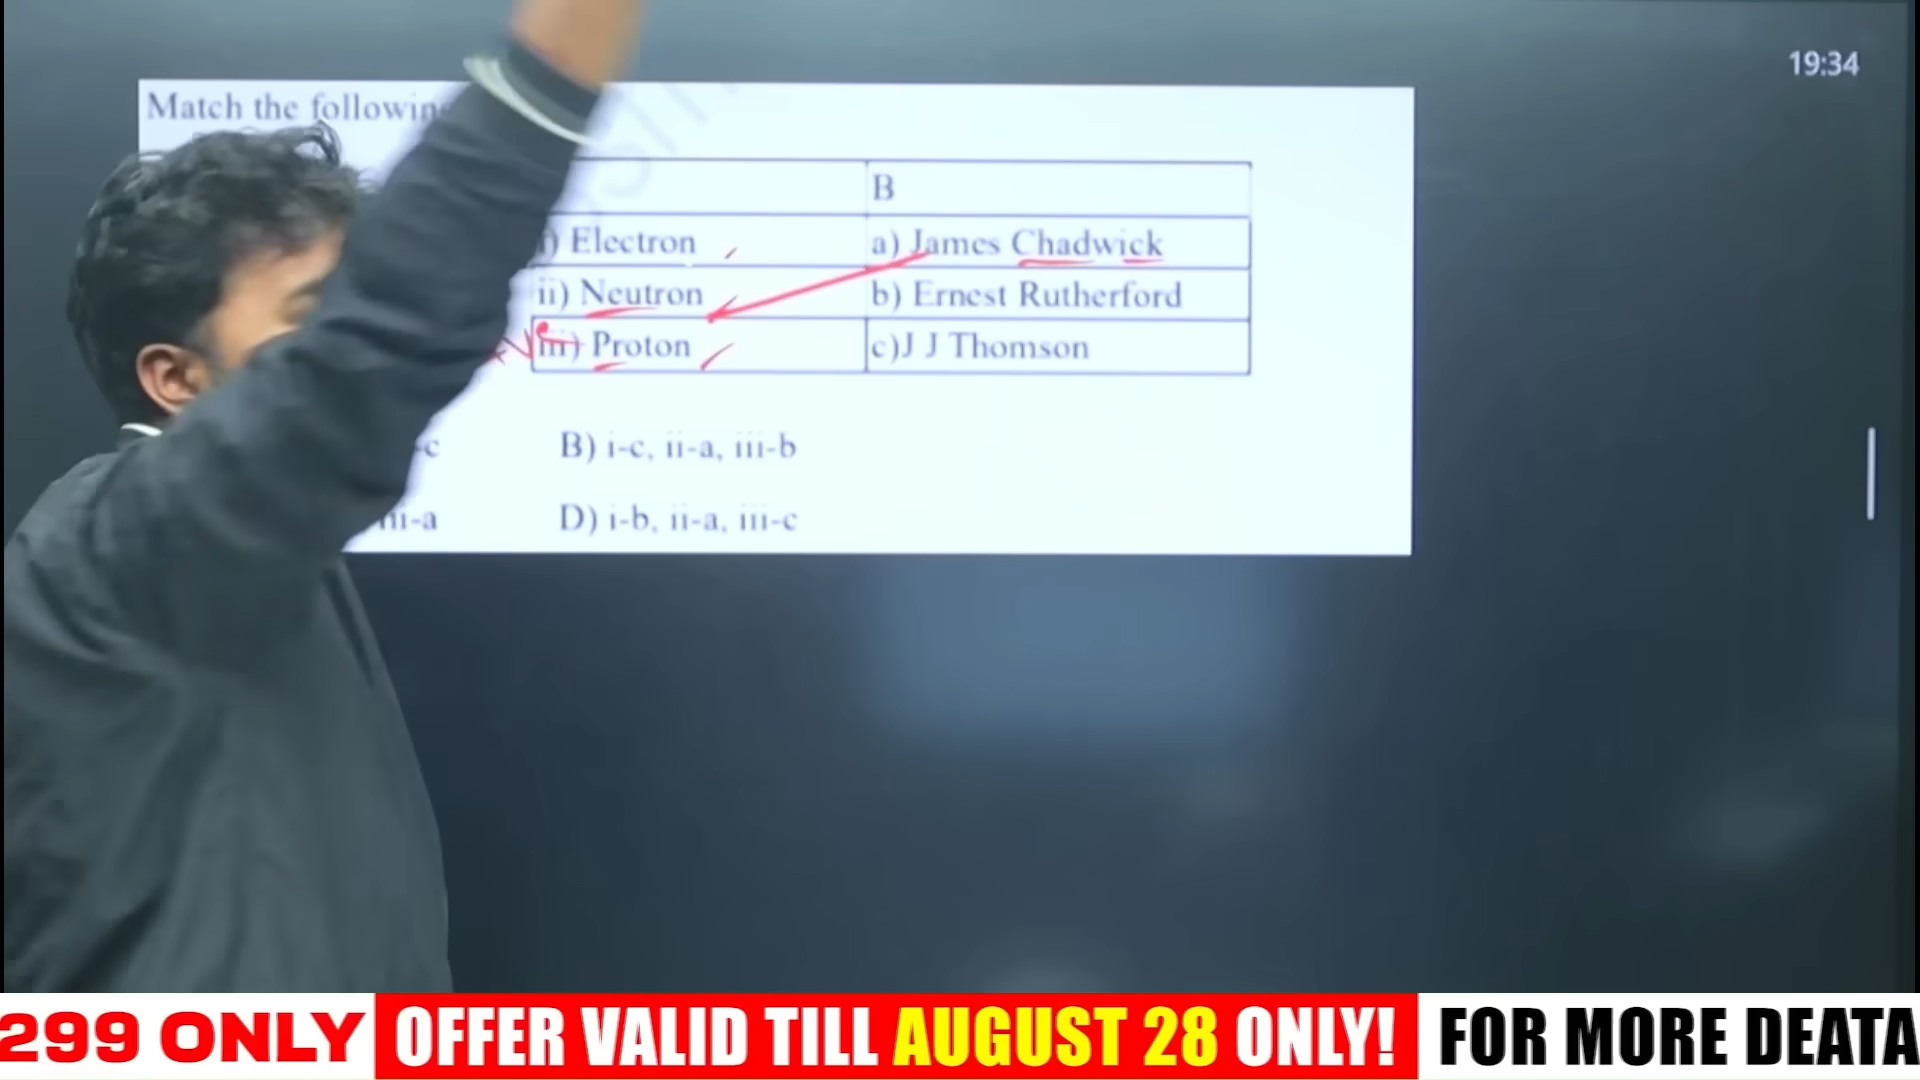 19:34
Match the following
B
i) Electron
a) James Chadwick
ii) Neutron
b) Ernest Rutherford
iii) Proton
c)J J Thomson
-c
B) i-c, ii-a, iii-b
iii-a
D) i-b, ii-a, iii-c
299 ONLY OFFER VALID TILL AUGUST 28 ONLY! FOR MORE DEATA